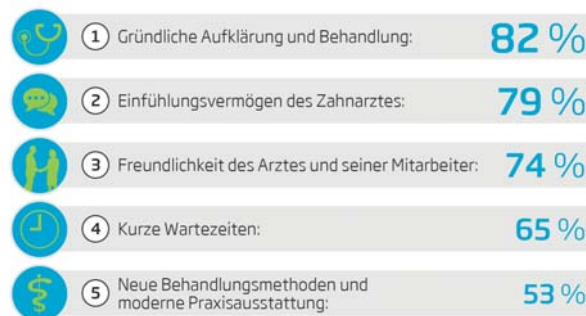 1 Gründliche Aufklärung und Behandlung: 82 %
2 Einfühlungsvermögen des Zahnarztes: 79 %
3 Freundlichkeit des Arztes und seiner Mitarbeiter: 74 %
4 Kurze Wartezeiten: 65 %
5 Neue Behandlungsmethoden und
moderne Praxisausstattung: 53 %